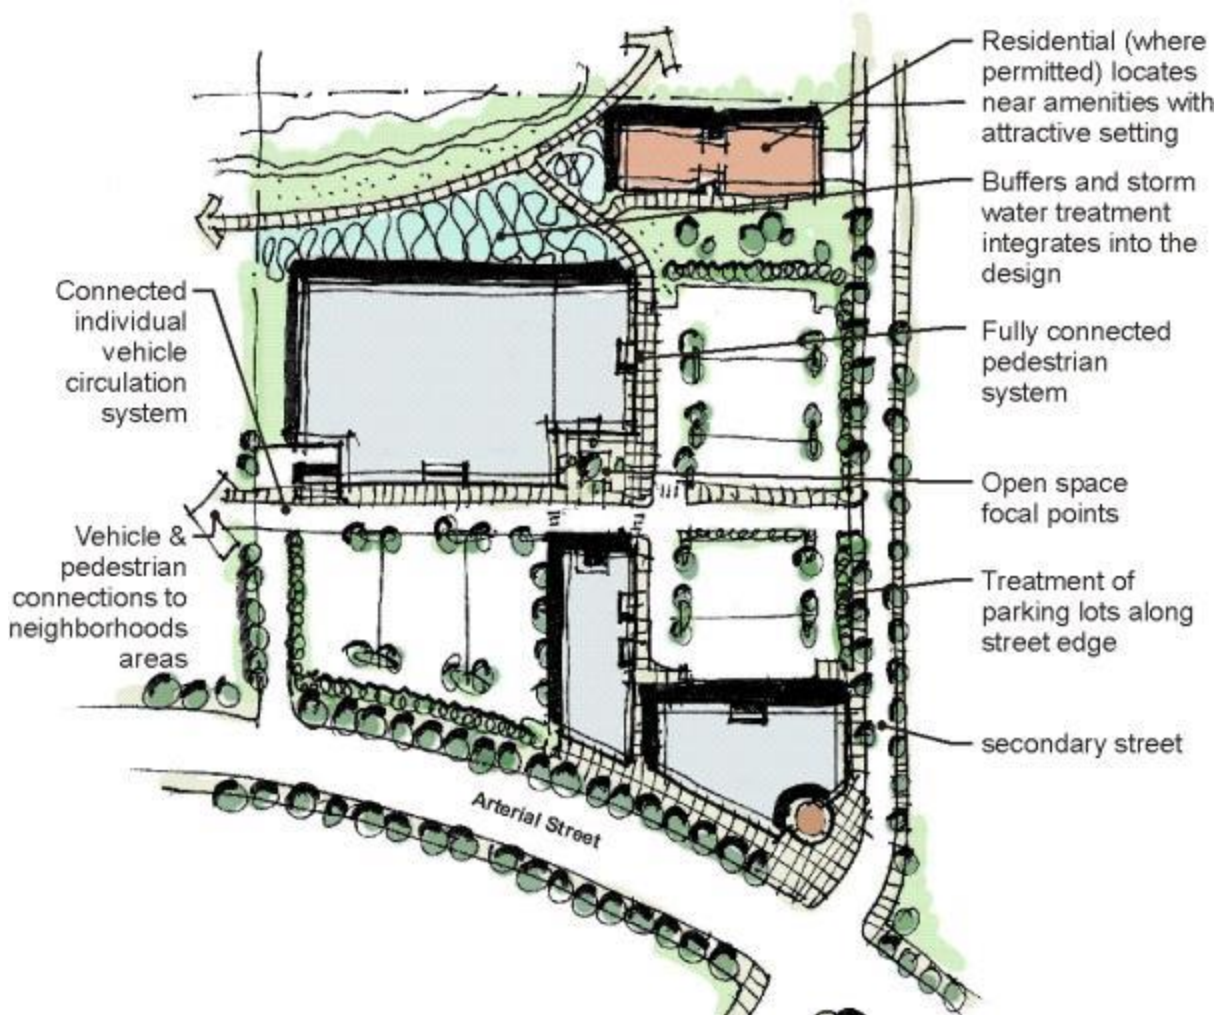 Residential (where
permitted) locates
near amenities with
attractive setting
Buffers and storm
water treatment
integrates into the
design
Connected
individual
vehicle
circulation
system
Fully connected
pedestrian
system
Open space
focal points
Vehicle &
pedestrian
connections to
neighborhoods
areas
Treatment of
parking lots along
street edge
secondary street
Arterial Street